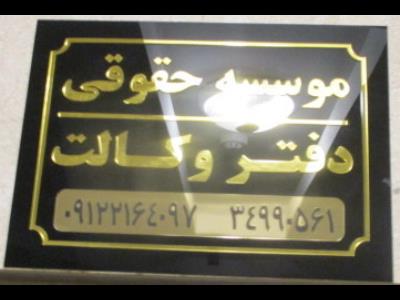 موسسه حقوقی
دفتر وکالت
۰۹۱۲۲۱۶۴۰۹۷ ۳۴۹۹۰۵۶۱